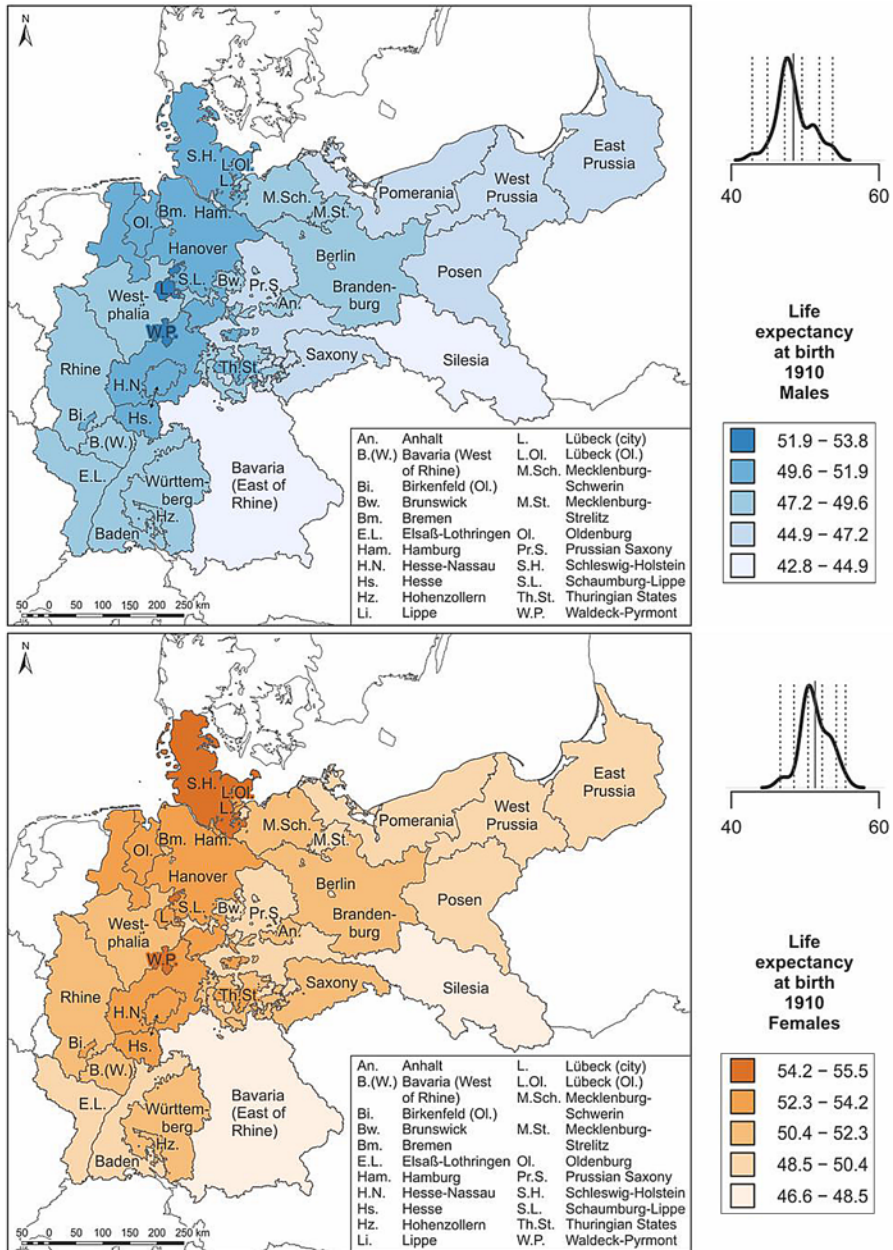 N
S.H.
L.Ol.
L.
Bm.
Ham.
Ol.
Hanover
M.Sch.
M.St.
Pomerania
West
Prussia
East
Prussia
Berlin
Branden-
burg
Posen
West-
phalia
L.
S.L.
Bw.
Pr.S.
An.
W.P.
Rhine
H.N.
Th.St.
Saxony
Silesia
Bi.
Hs.
B.(W.)
E.L.
Württem-
berg
Hz.
Baden
Bavaria
(East of
Rhine)
An. Anhalt L. Lübeck (city)
B.(W.) Bavaria (West L.Ol. Lübeck (Ol.)
of Rhine) M.Sch. Mecklenburg-
Bi. Birkenfeld (Ol.) Schwerin
Bw. Brunswick M.St. Mecklenburg-
Bm. Bremen Strelitz
E.L. Elsaß-Lothringen Ol. Oldenburg
Ham. Hamburg Pr.S. Prussian Saxony
H.N. Hesse-Nassau S.H. Schleswig-Holstein
Hs. Hesse S.L. Schaumburg-Lippe
Hz. Hohenzollern Th.St. Thuringian States
Li. Lippe W.P. Waldeck-Pyrmont
50 0 50 100 150 200 250 km
40 60
Life
expectancy
at birth
1910
Males
51.9 – 53.8
49.6 – 51.9
47.2 – 49.6
44.9 – 47.2
42.8 – 44.9
N
S.H.
L.Ol.
L.
Bm.
Ham.
Ol.
Hanover
M.Sch.
M.St.
Pomerania
West
Prussia
East
Prussia
Berlin
Branden-
burg
Posen
West-
phalia
L.
S.L.
Bw.
Pr.S.
An.
W.P.
Rhine
H.N.
Th.St.
Saxony
Silesia
Bi.
Hs.
B.(W.)
E.L.
Württem-
berg
Hz.
Baden
Bavaria
(East of
Rhine)
An. Anhalt L. Lübeck (city)
B.(W.) Bavaria (West L.Ol. Lübeck (Ol.)
of Rhine) M.Sch. Mecklenburg-
Bi. Birkenfeld (Ol.) Schwerin
Bw. Brunswick M.St. Mecklenburg-
Bm. Bremen Strelitz
E.L. Elsaß-Lothringen Ol. Oldenburg
Ham. Hamburg Pr.S. Prussian Saxony
H.N. Hesse-Nassau S.H. Schleswig-Holstein
Hs. Hesse S.L. Schaumburg-Lippe
Hz. Hohenzollern Th.St. Thuringian States
Li. Lippe W.P. Waldeck-Pyrmont
50 0 50 100 150 200 250 km
40 60
Life
expectancy
at birth
1910
Females
54.2 – 55.5
52.3 – 54.2
50.4 – 52.3
48.5 – 50.4
46.6 – 48.5